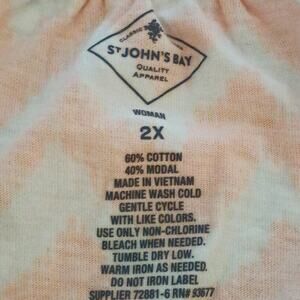 CLASSIC
ST JOHN'S BAY
QUALITY
APPAREL
WOMAN
2X
60% COTTON
40% MODAL
MADE IN VIETNAM
MACHINE WASH COLD
GENTLE CYCLE
WITH LIKE COLORS.
USE ONLY NON-CHLORINE
BLEACH WHEN NEEDED.
TUMBLE DRY LOW.
WARM IRON AS NEEDED.
DO NOT IRON LABEL
SUPPLIER 72881-6 RN# 93677